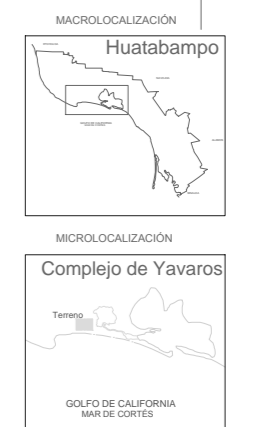 MACROLOCALIZACIÓN
Huatabampo
MICROLOCALIZACIÓN
Complejo de Yavaros
Terreno
GOLFO DE CALIFORNIA
MAR DE CORTÉS